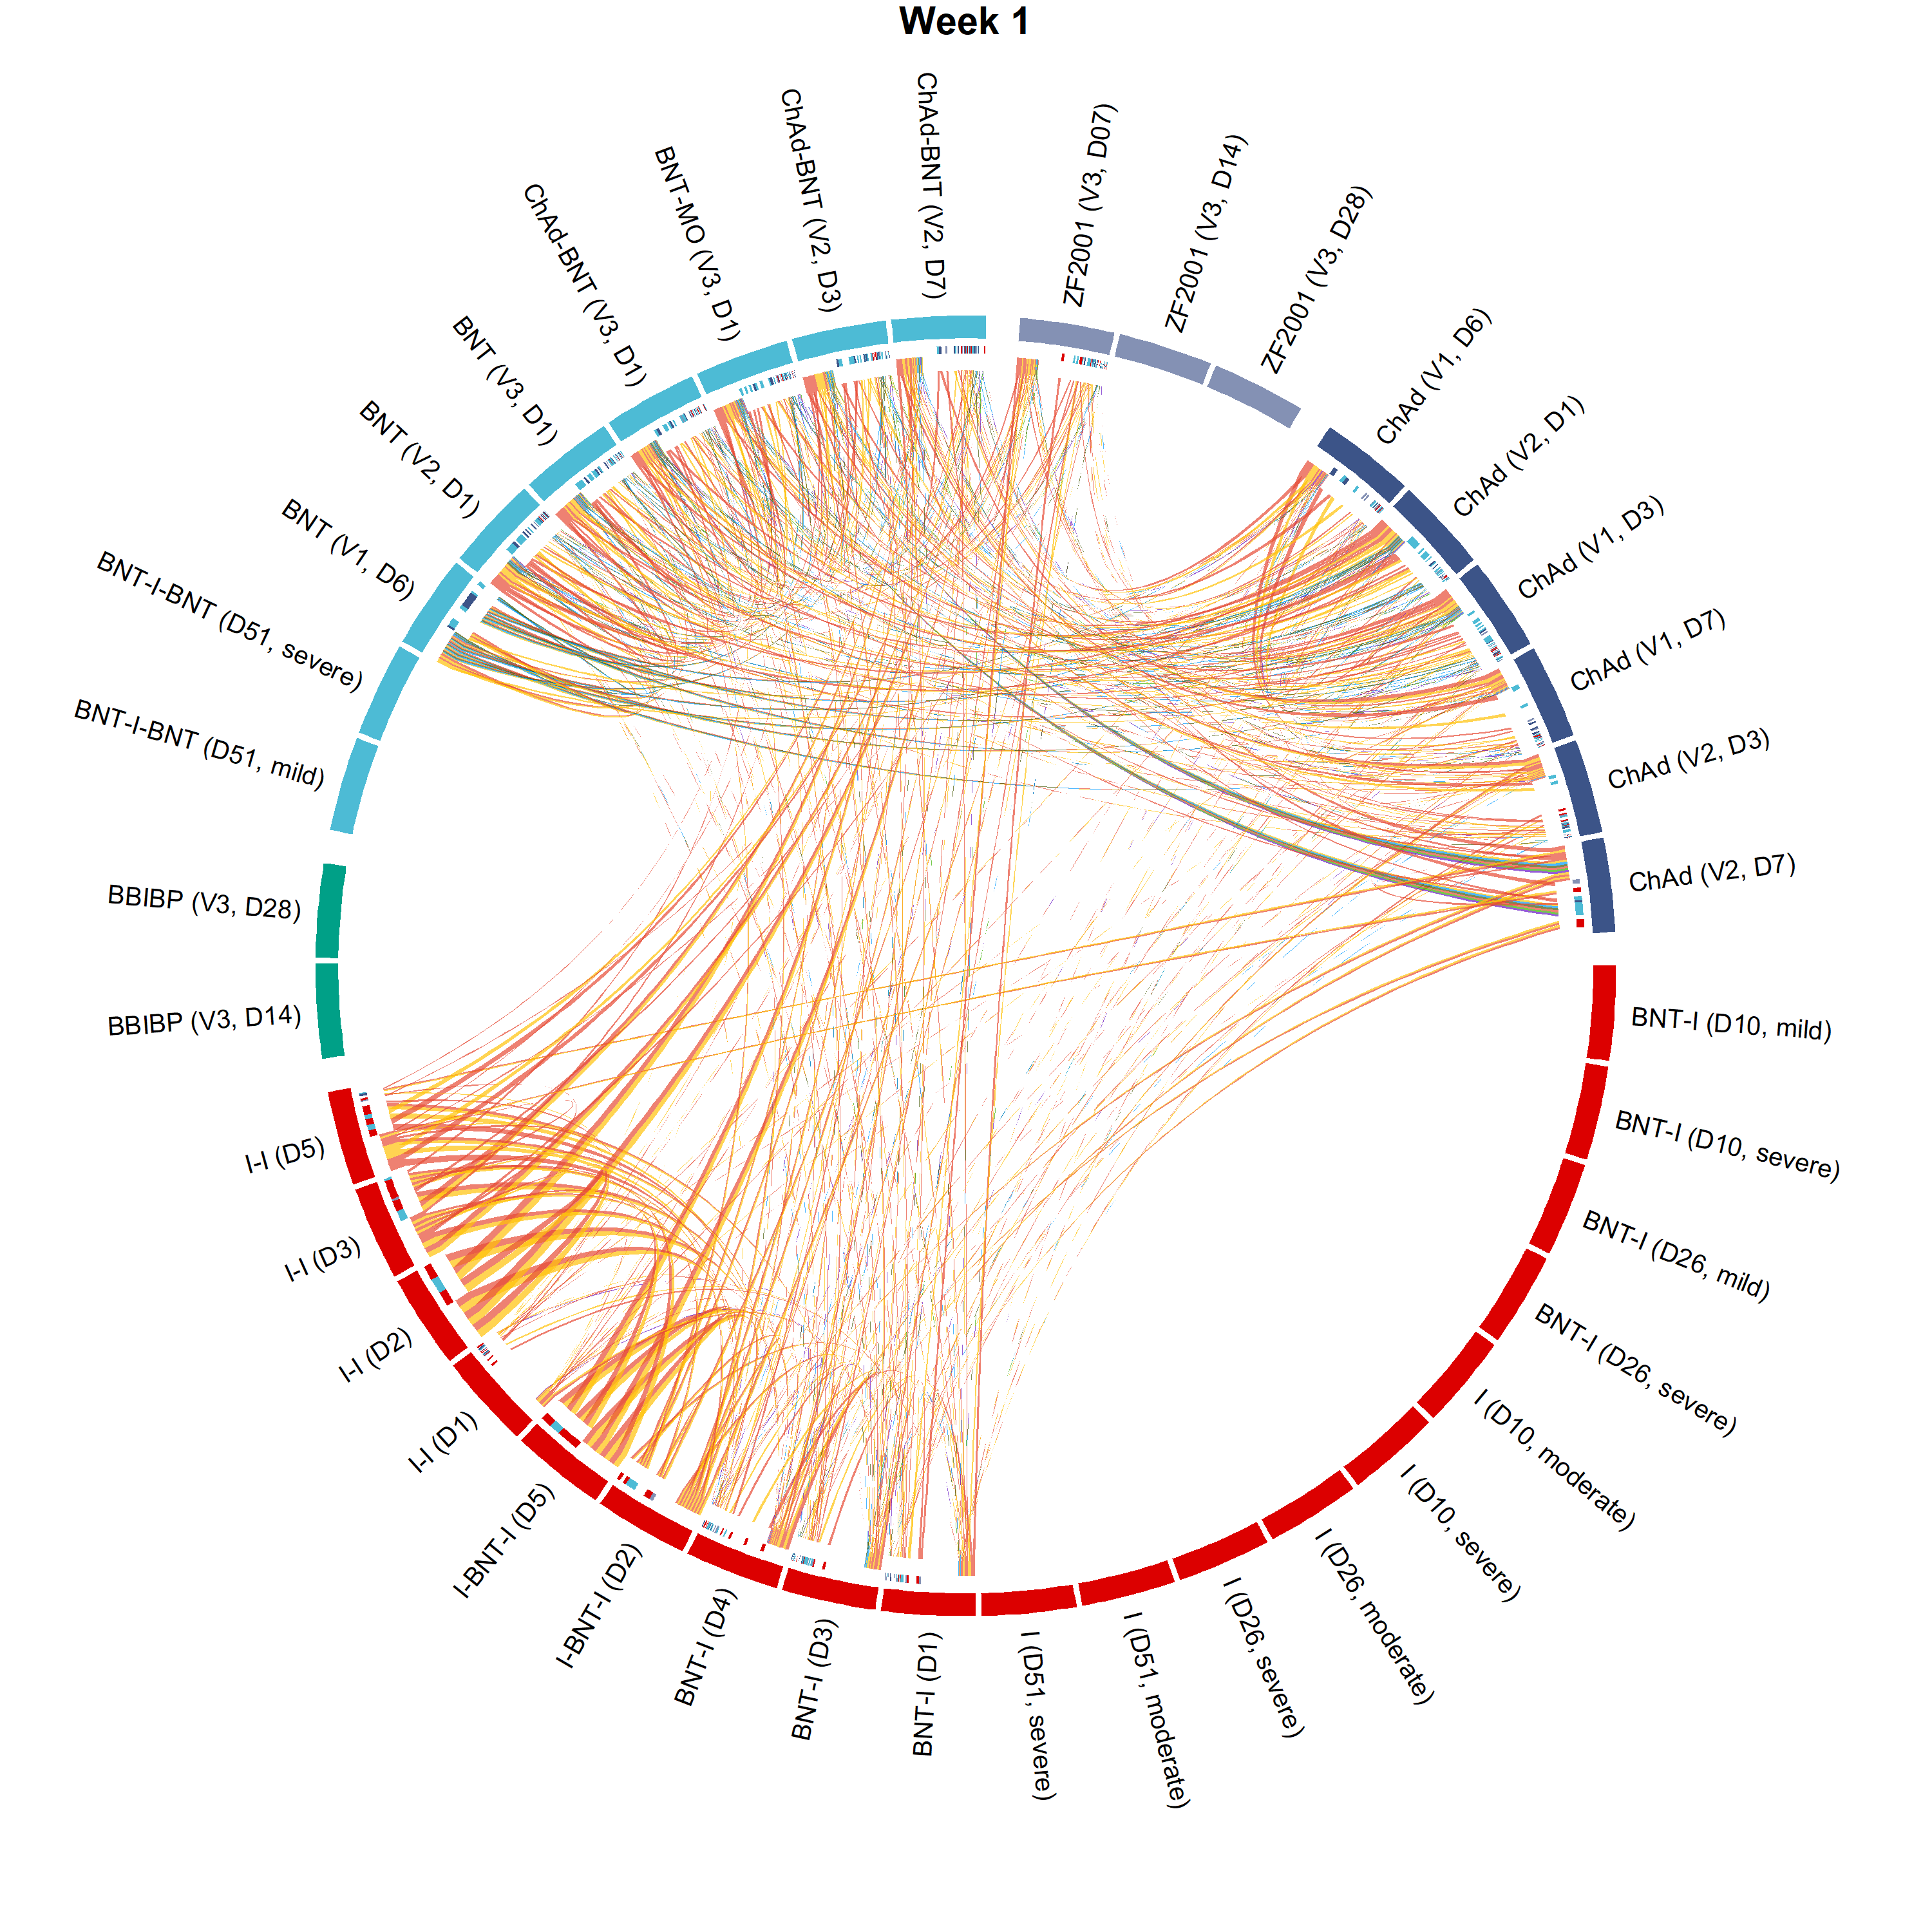 Week 1
ChAd-BNT (V2, D7)
ZF2001 (V3, D07)
ZF2001 (V3, D14)
ZF2001 (V3, D28)
ChAd (V1, D6)
ChAd (V2, D1)
ChAd (V1, D3)
ChAd (V1, D7)
ChAd (V2, D3)
ChAd (V2, D7)
BNT-I (D10, mild)
BNT-I (D10, severe)
BNT-I (D26, mild)
BNT-I (D26, severe)
I (D10, moderate)
I (D10, severe)
I (D26, moderate)
I (D26, severe)
I (D51, moderate)
I (D51, severe)
BNT-I (D1)
BNT-I (D3)
BNT-I (D4)
I-BNT-I (D2)
I-BNT-I (D5)
I-I (D1)
I-I (D2)
I-I (D3)
I-I (D5)
BBIBP (V3, D14)
BBIBP (V3, D28)
BNT-I-BNT (D51, mild)
BNT-I-BNT (D51, severe)
BNT (V1, D6)
BNT (V2, D1)
BNT (V3, D1)
ChAd-BNT (V3, D1)
BNT-MO (V3, D1)
ChAd-BNT (V2, D3)